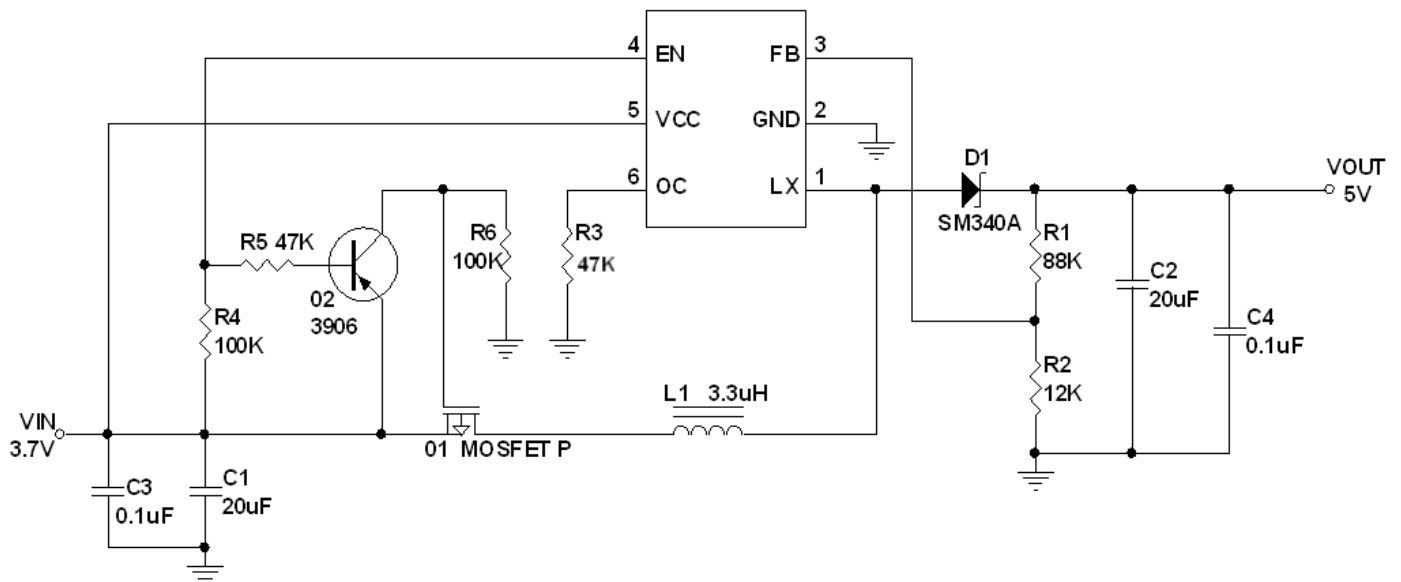 4
EN
FB
3
5
VCC
GND
2
6
OC
LX
1
D1
SM340A
VOUT
5V
R5 47K
R6
100K
R3
47K
R1
88K
C2
20uF
02
3906
R4
100K
C4
0.1uF
R2
12K
L1 3.3uH
VIN
3.7V
01 MOSFET P
C3
0.1uF
C1
20uF